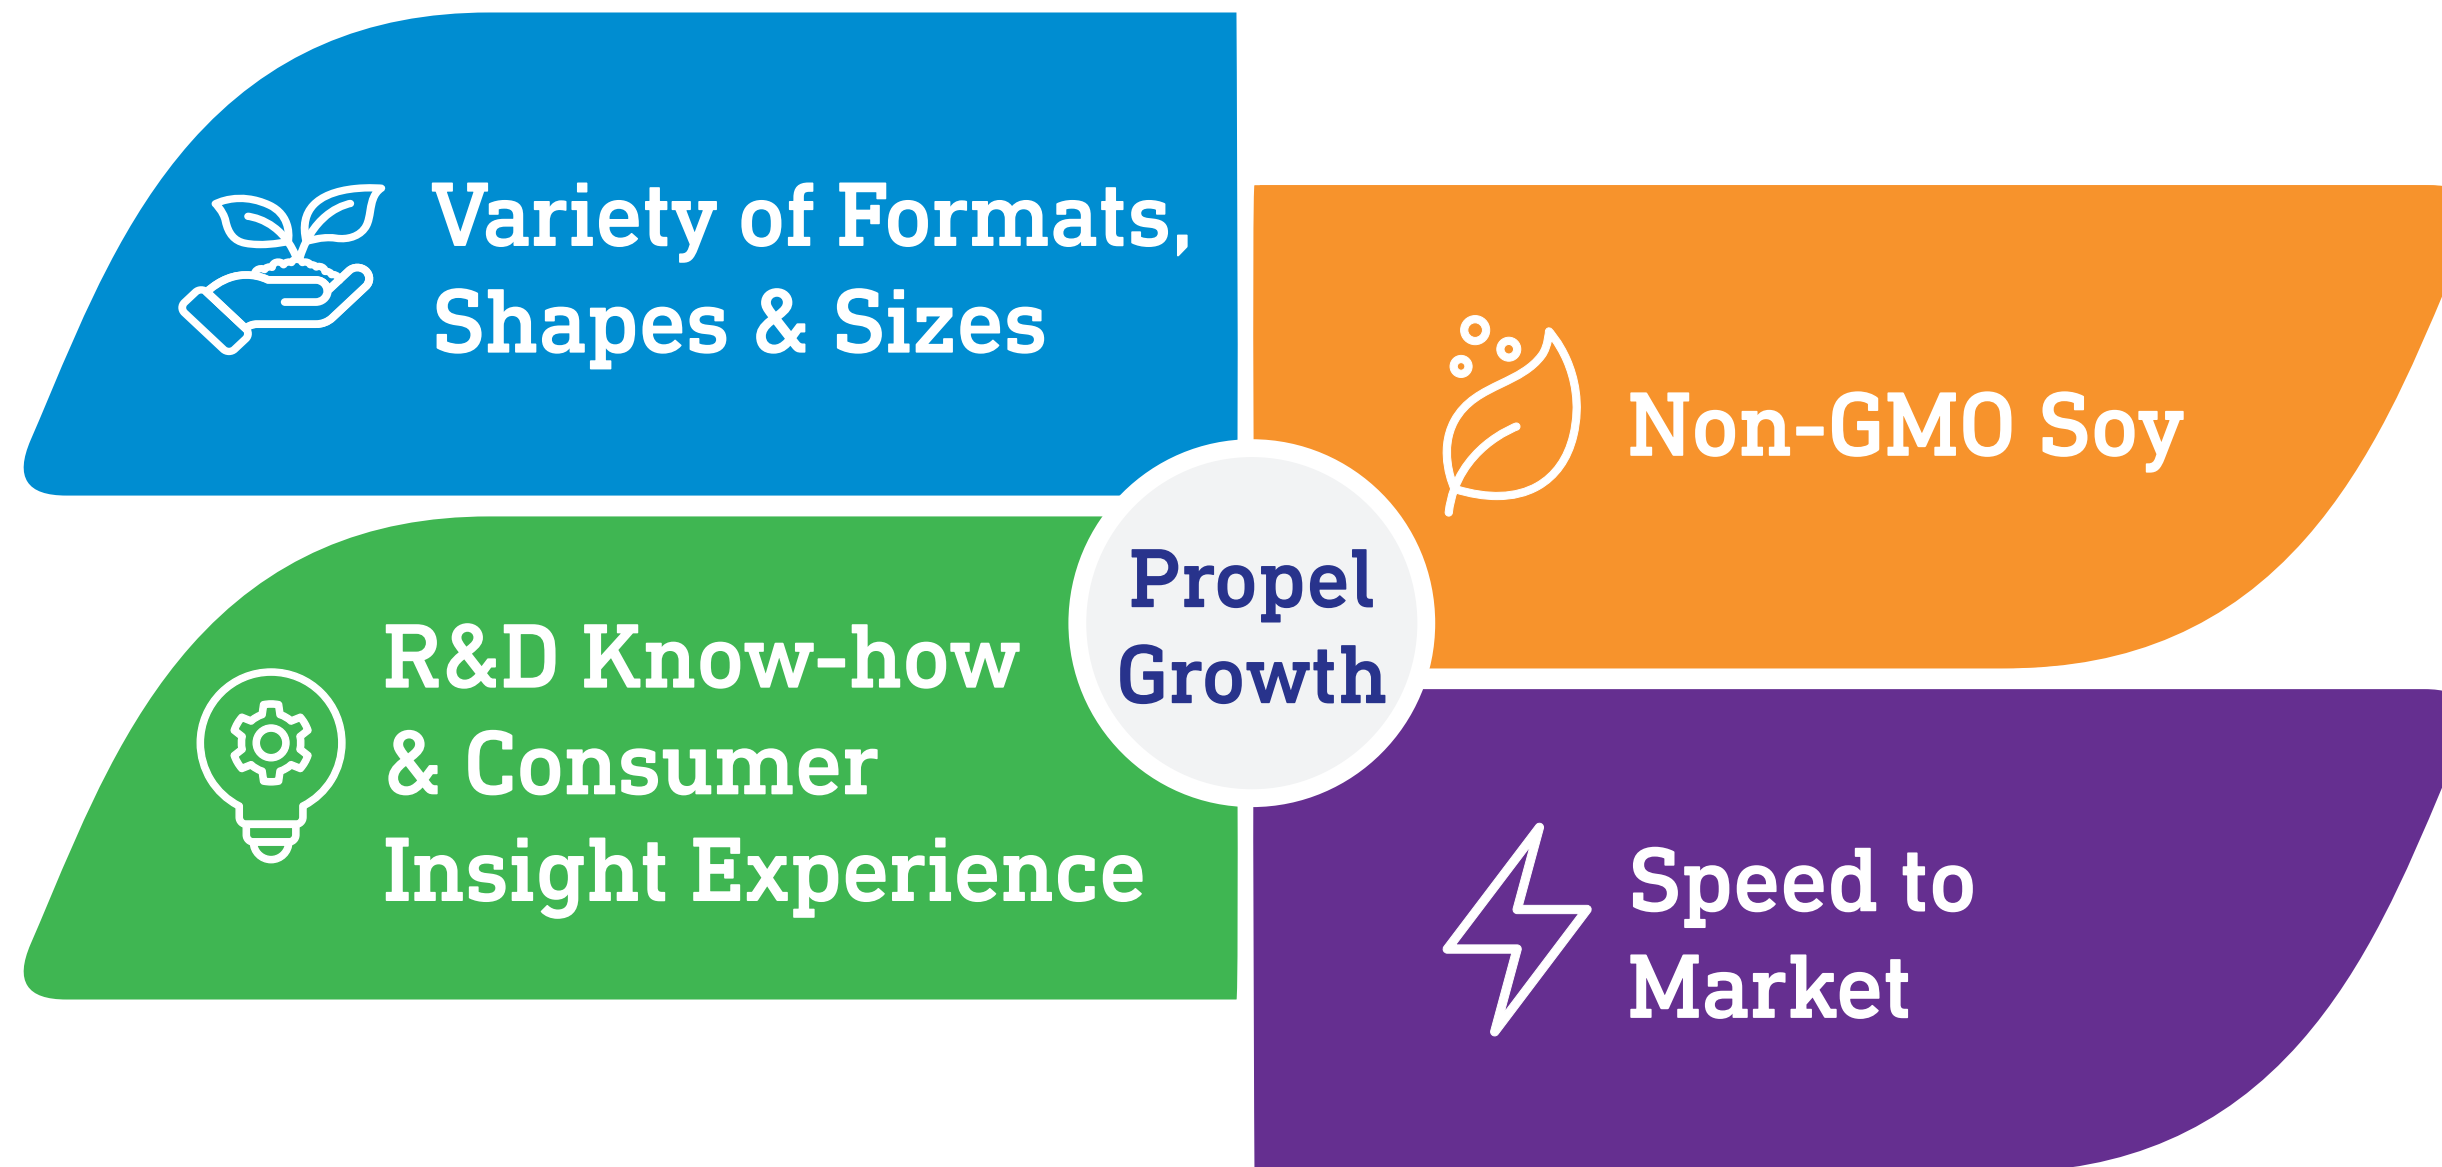 Variety of Formats,
Shapes & Sizes
Non-GMO Soy
Propel
Growth
R&D Know-how
& Consumer
Insight Experience
Speed to
Market